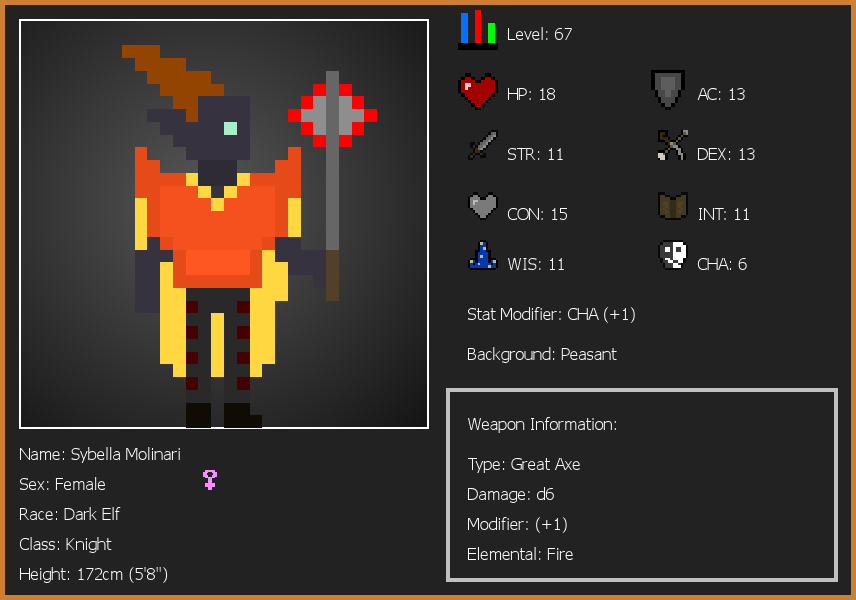 Level: 67
HP: 18
AC: 13
STR: 11
DEX: 13
CON: 15
INT: 11
WIS: 11
CHA: 6
Stat Modifier: CHA (+1)
Background: Peasant
Weapon Information:
Type: Great Axe
Damage: d6
Modifier: (+1)
Elemental: Fire
Name: Sybella Molinari
Sex: Female
Race: Dark Elf
Class: Knight
Height: 172cm (5'8")